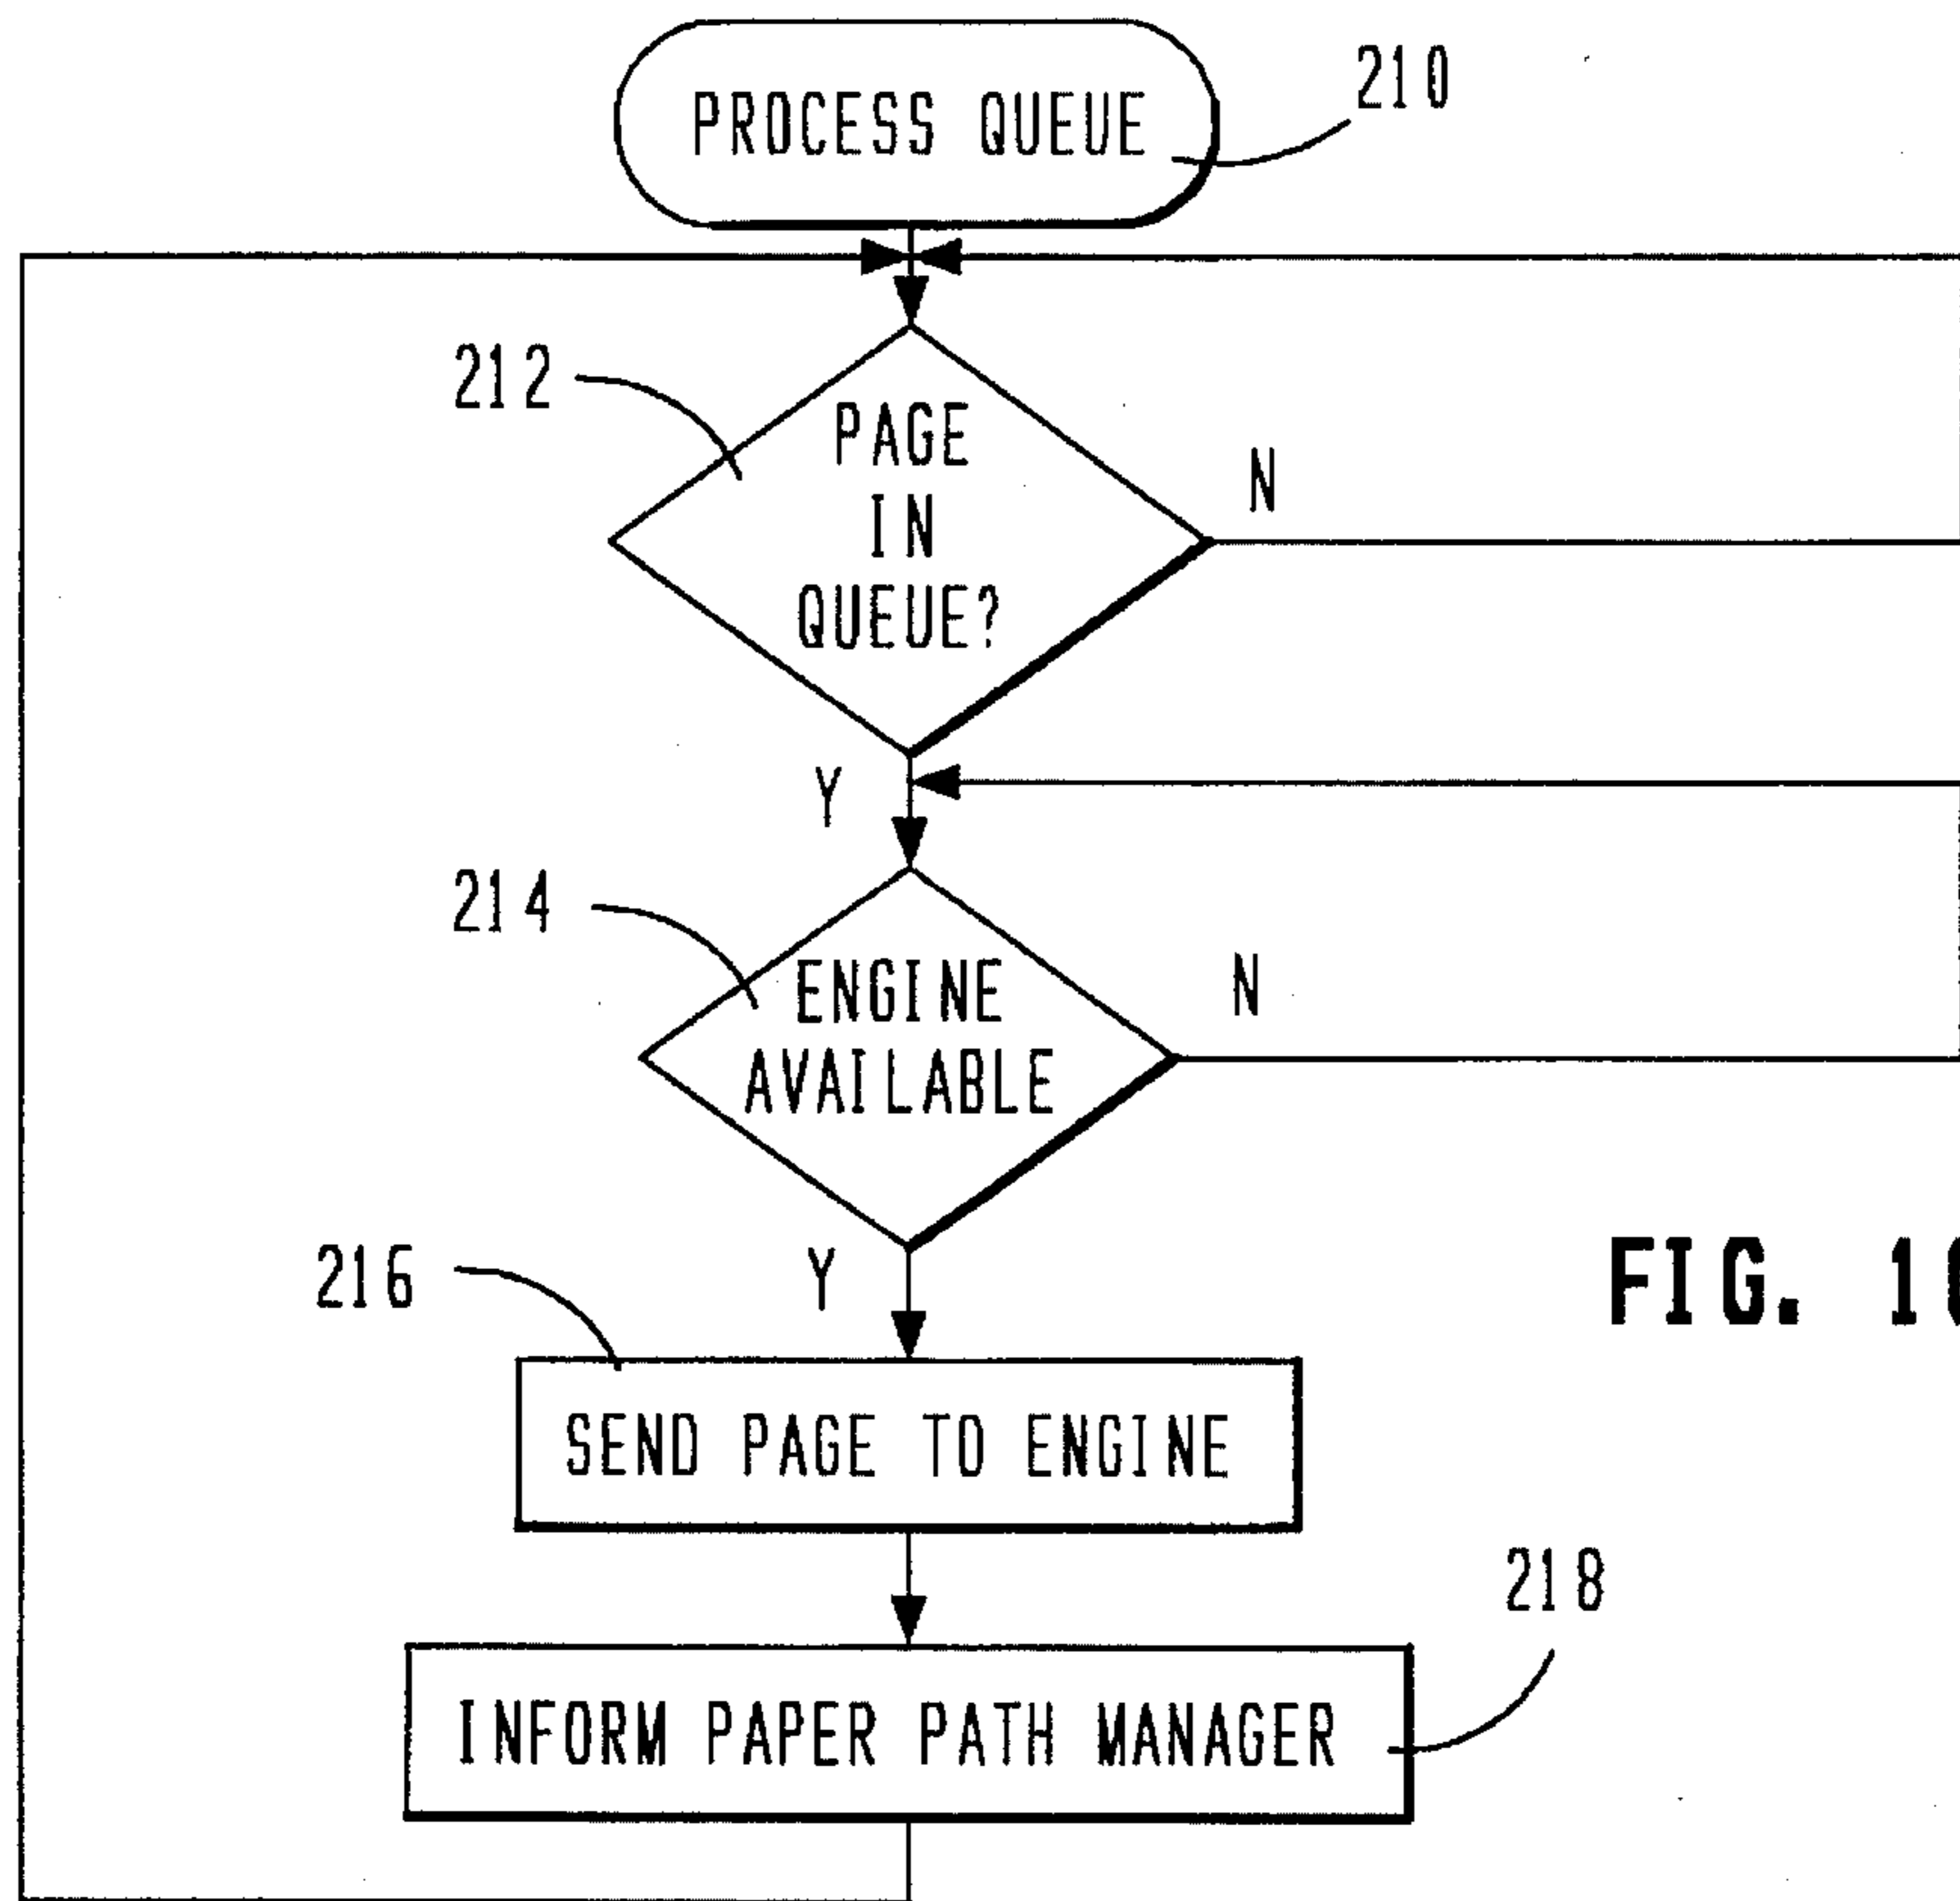 PROCESS QUEUE
210
212
PAGE
IN
QUEUE?
N
Y
214
ENGINE
AVAILABLE
N
Y
216
FIG.
SEND PAGE TO ENGINE
218
INFORM PAPER PATH MANAGER